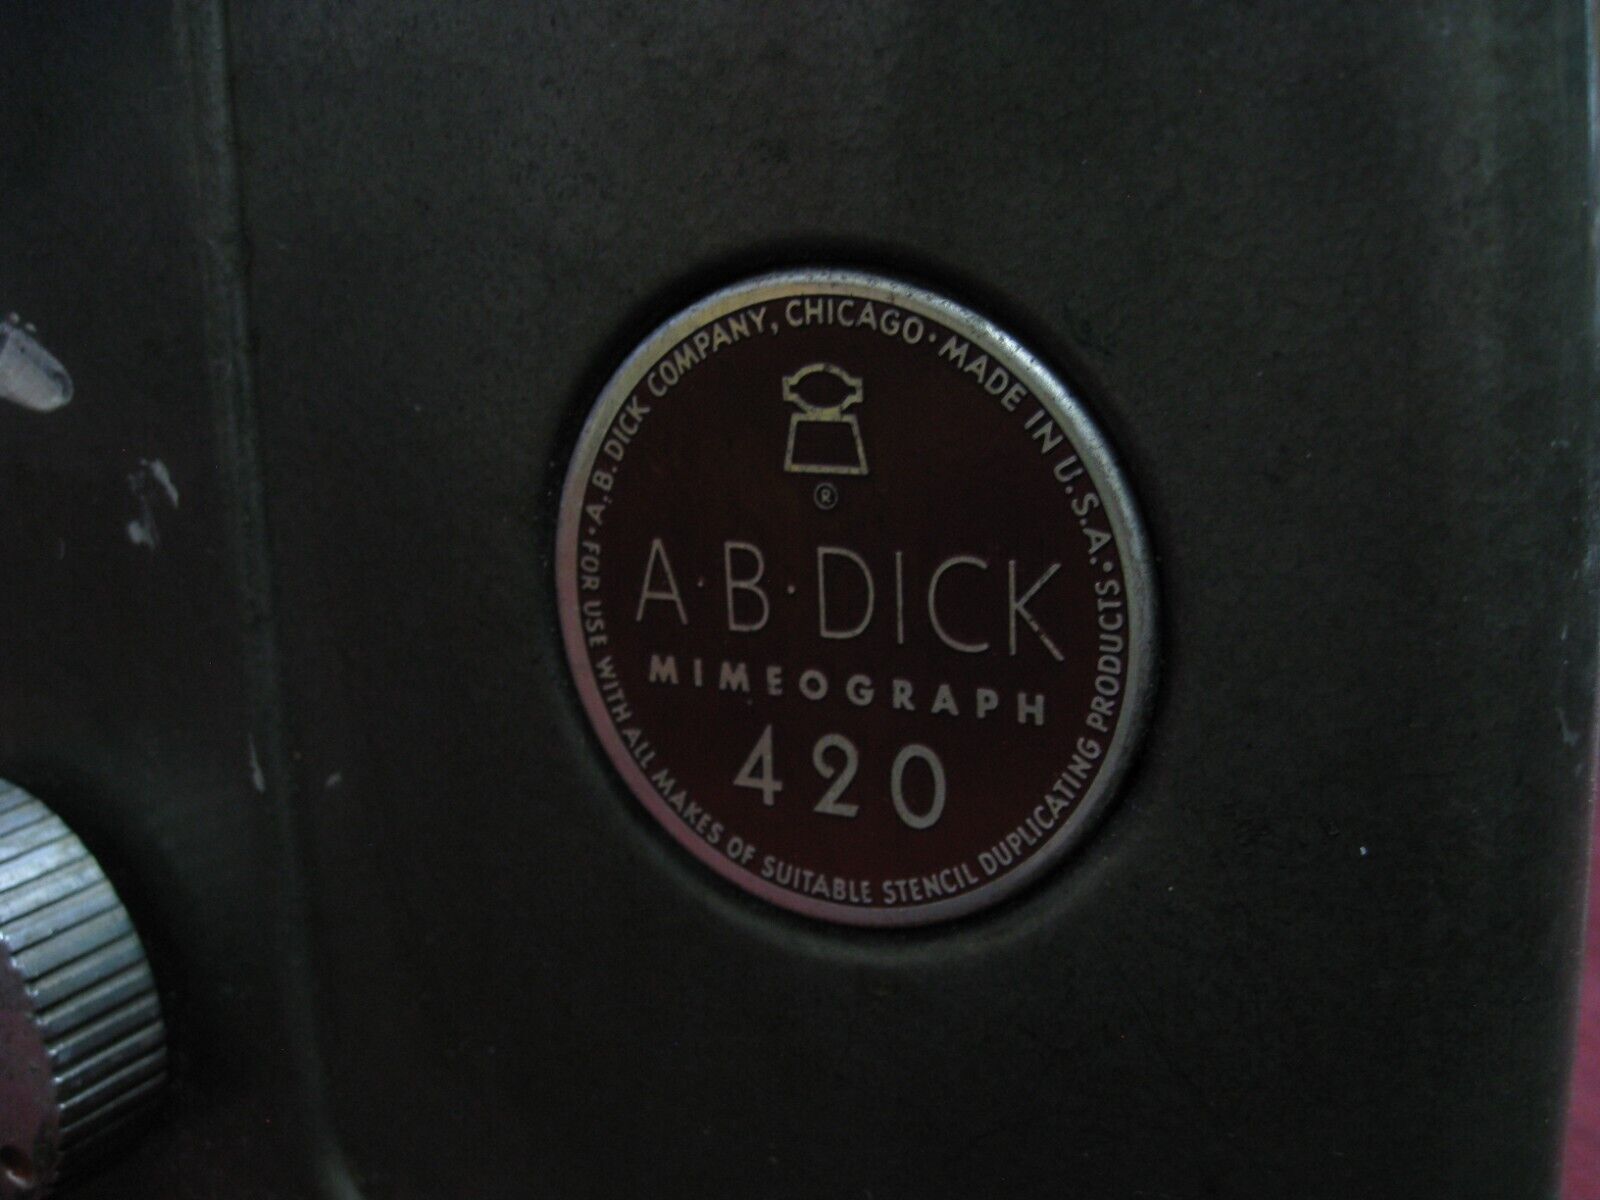 · A. B. DICK COMPANY, CHICAGO · MADE IN U.S.A. ·
®
A·B·DICK
MIMEOGRAPH
420
FOR USE WITH ALL MAKES OF SUITABLE STENCIL DUPLICATING PRODUCTS